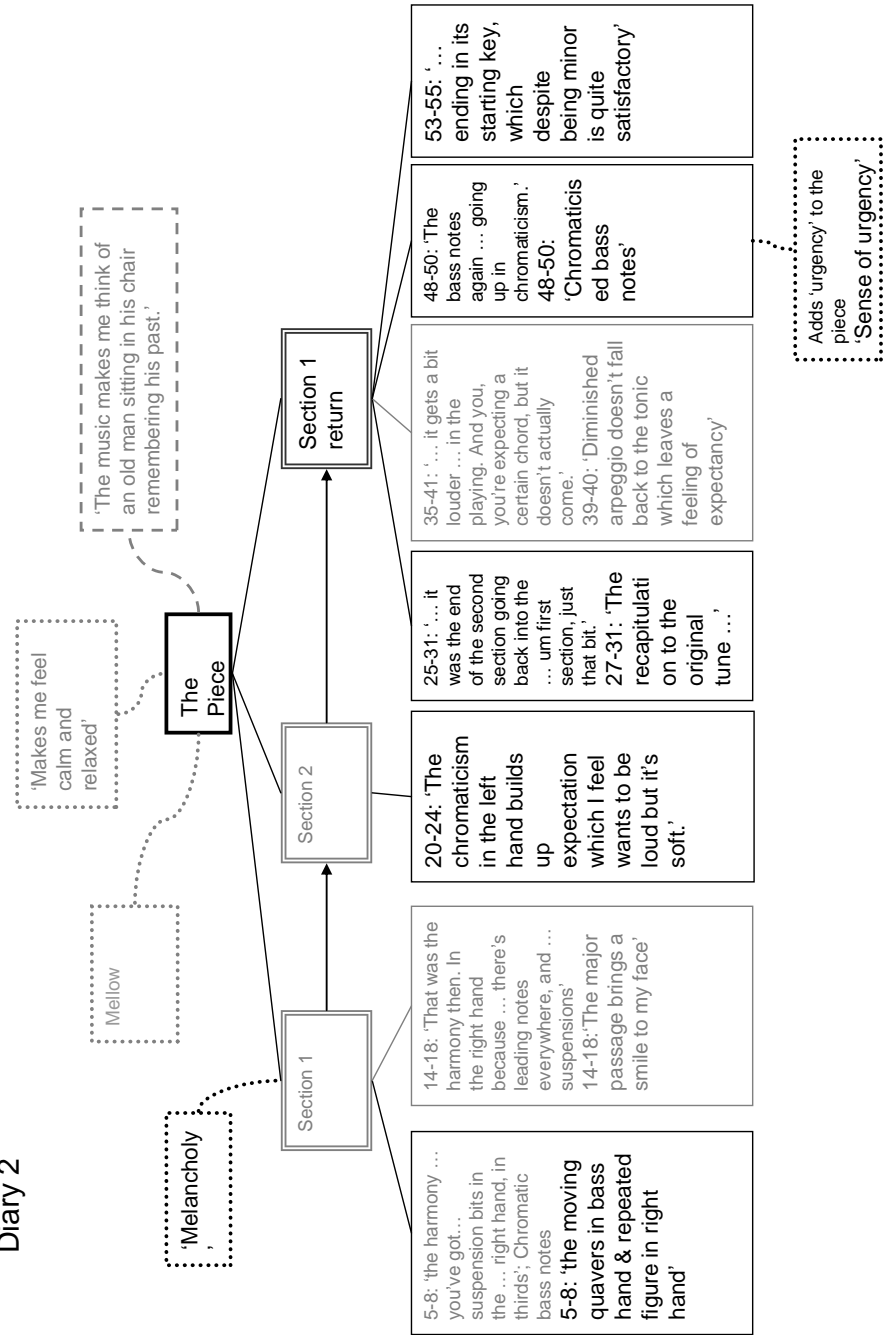 Diary 2
Mellow
'Makes me feel
calm and
relaxed'
'The music makes me think of
an old man sitting in his chair
remembering his past.'
'Melancholy
'
The
Piece
Section 1
Section 2
Section 1
return
5-8: 'the harmony …
you've got…
suspension bits in
the … right hand, in
thirds'; Chromatic
bass notes
5-8: 'the moving
quavers in bass
hand & repeated
figure in right
hand'
14-18: 'That was the
harmony then. In
the right hand
because … there's
leading notes
everywhere, and …
suspensions'
14-18:'The major
passage brings a
smile to my face'
20-24: 'The
chromaticism
in the left
hand builds
up
expectation
which I feel
wants to be
loud but it's
soft.'
25-31: '… it
was the end
of the second
section going
back into the
… um first
section, just
that bit.'
27-31: 'The
recapitulati
on to the
original
tune …'
35-41: '… it gets a bit
louder … in the
playing. And you,
you're expecting a
certain chord, but it
doesn't actually
come.'
39-40: 'Diminished
arpeggio doesn't fall
back to the tonic
which leaves a
feeling of
expectancy'
48-50: 'The
bass notes
again … going
up in
chromaticism.'
48-50:
'Chromaticis
ed bass
notes'
53-55: '…
ending in its
starting key,
which
despite
being minor
is quite
satisfactory'
Adds 'urgency' to the
piece
'Sense of urgency'